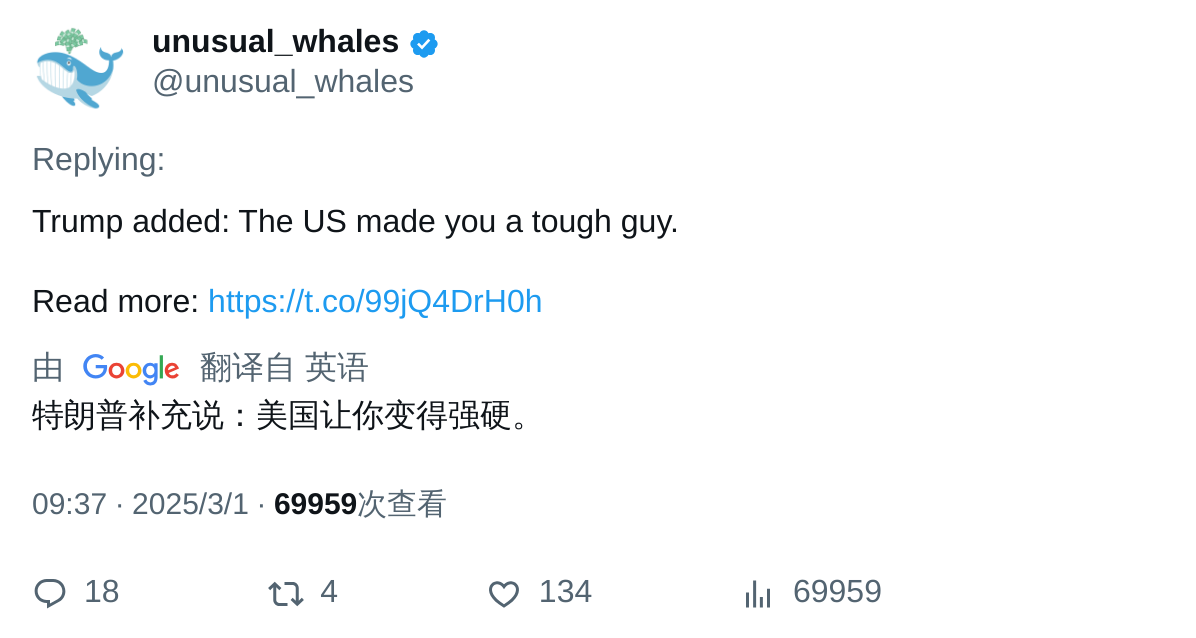 unusual_whales
@unusual_whales
Replying:
Trump added: The US made you a tough guy.
Read more: https://t.co/99jQ4DrH0h
由 Google 翻译自 英语
特朗普补充说：美国让你变得强硬。
09:37 · 2025/3/1 · 69959次查看
18 4 134 69959